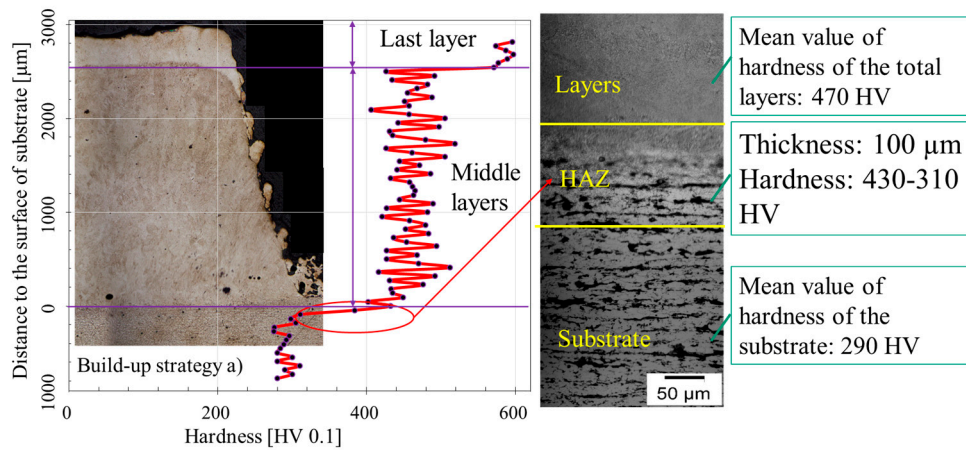 3000
2000
1000
0
1000
Distance to the surface of substrate [µm]
Last layer
Middle
layers
Build-up strategy a)
0
200
400
600
Hardness [HV 0.1]
Layers
HAZ
Substrate
50 µm
Mean value of
hardness of the total
layers: 470 HV
Thickness: 100 µm
Hardness: 430-310
HV
Mean value of
hardness of the
substrate: 290 HV